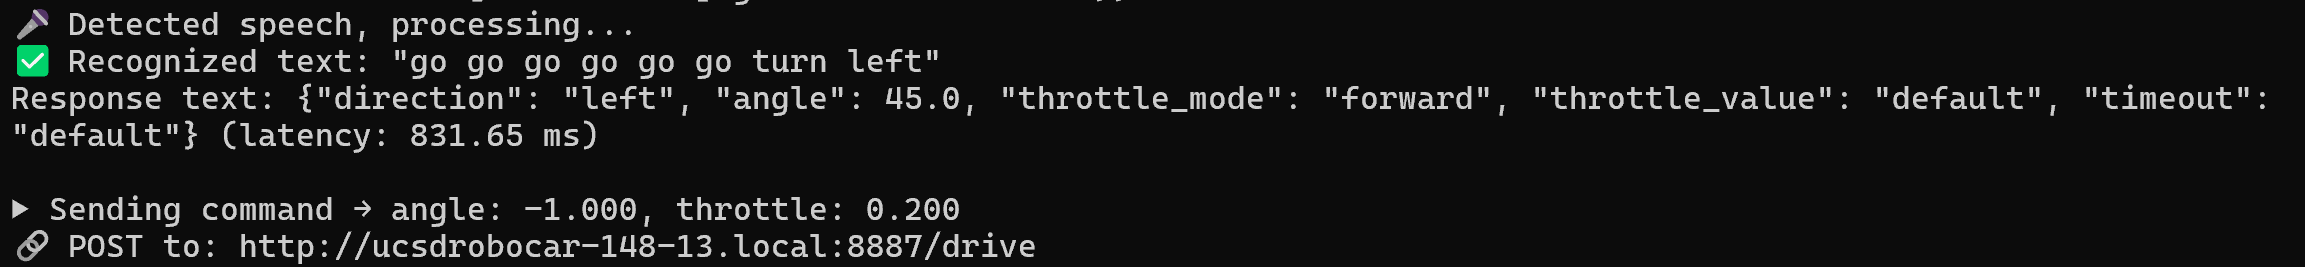 🎤 Detected speech, processing...
✅ Recognized text: "go go go go go go turn left"
Response text: {"direction": "left", "angle": 45.0, "throttle_mode": "forward", "throttle_value": "default", "timeout":
"default"} (latency: 831.65 ms)
▶ Sending command → angle: -1.000, throttle: 0.200
🔗 POST to: http://ucsdrobocar-148-13.local:8887/drive